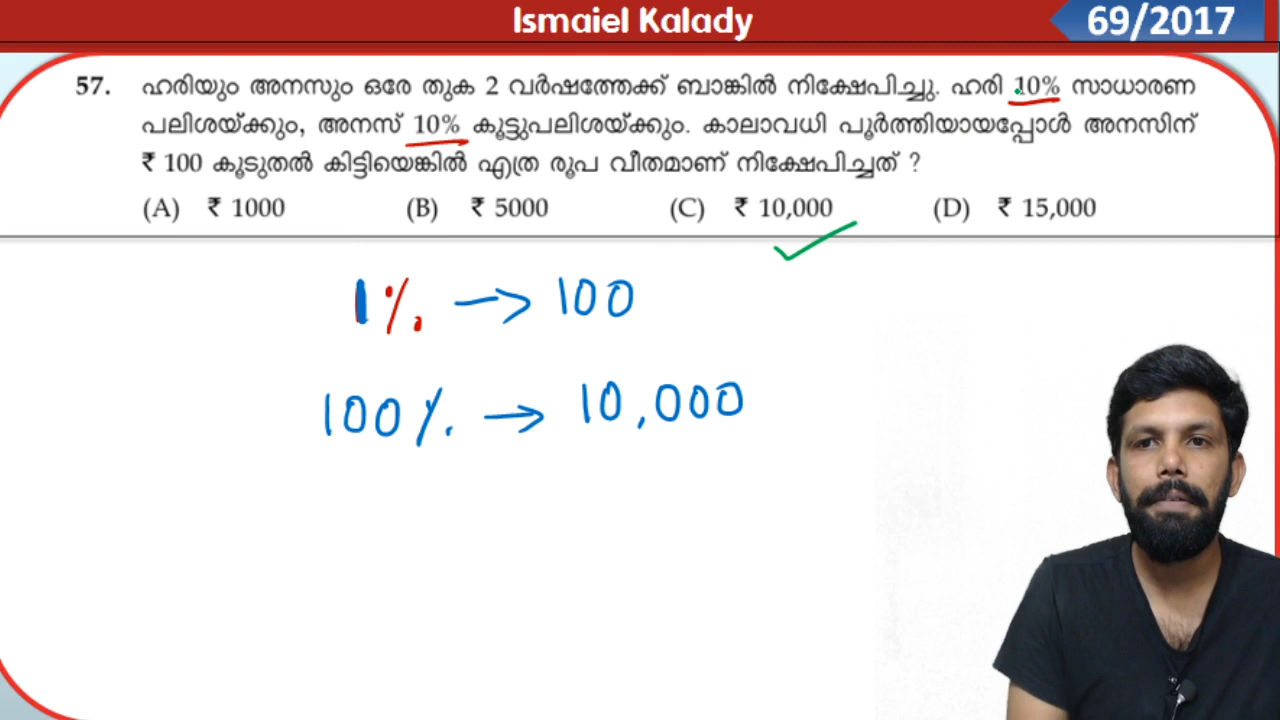 Ismaiel Kalady
69/2017
57. ഹരിയും അനസും ഒരേ തുക 2 വർഷത്തേക്ക് ബാങ്കിൽ നിക്ഷേപിച്ചു. ഹരി 10% സാധാരണ
പലിശയ്ക്കും, അനസ് 10% കൂട്ടുപലിശയ്ക്കും. കാലാവധി പൂർത്തിയായപ്പോൾ അനസിന്
₹ 100 കൂടുതൽ കിട്ടിയെങ്കിൽ എത്ര രൂപ വീതമാണ് നിക്ഷേപിച്ചത് ?
(A) ₹ 1000 (B) ₹ 5000 (C) ₹ 10,000 (D) ₹ 15,000
1% → 100
100% → 10,000